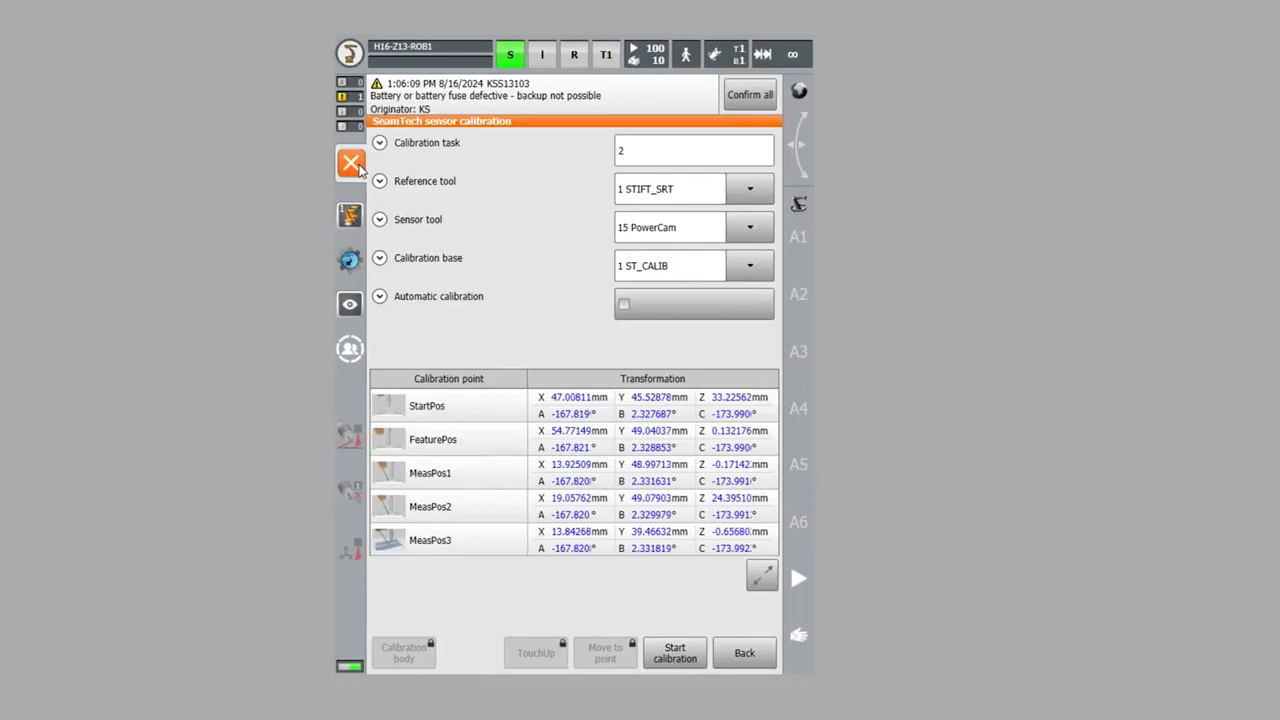 H16-Z13-ROB1
S I R T1 100 10 T1 B1 ∞
0
1
0
0
1:06:09 PM 8/16/2024 KSS13103
Battery or battery fuse defective - backup not possible
Originator: KS
Confirm all
SeamTech sensor calibration
Calibration task 2
Reference tool 1 STIFT_SRT
Sensor tool 15 PowerCam
Calibration base 1 ST_CALIB
Automatic calibration
A1
A2
A3
A4
A5
A6
Calibration point Transformation
StartPos X 47.00811mm Y 45.52878mm Z 33.22562mm
A -167.819° B 2.327687° C -173.990°
FeaturePos X 54.77149mm Y 49.04037mm Z 0.132176mm
A -167.821° B 2.328853° C -173.990°
MeasPos1 X 13.92509mm Y 48.99713mm Z -0.17142mm
A -167.820° B 2.331631° C -173.991°
MeasPos2 X 19.05762mm Y 49.07903mm Z 24.39510mm
A -167.820° B 2.329979° C -173.991°
MeasPos3 X 13.84268mm Y 39.46632mm Z -0.65680mm
A -167.820° B 2.331819° C -173.992°
Calibration body
TouchUp
Move to point
Start calibration
Back